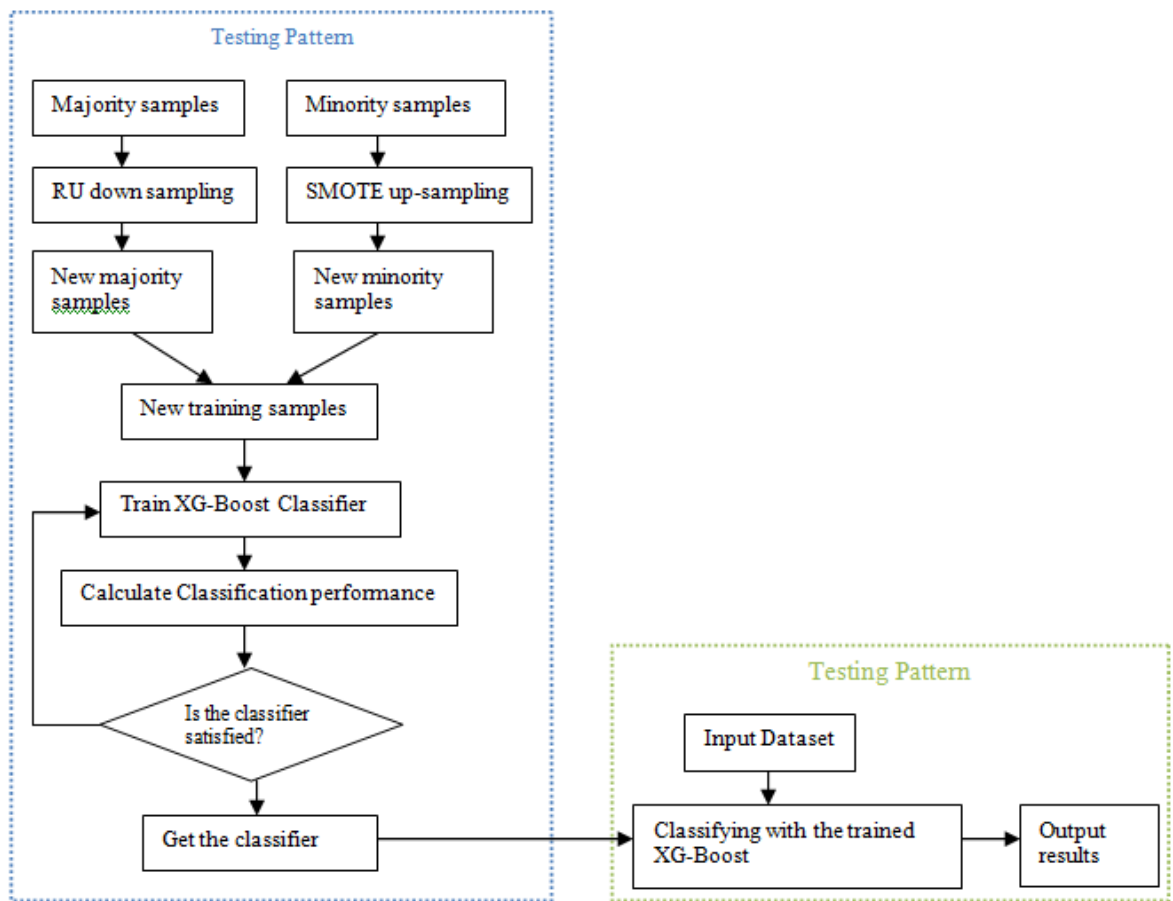 Testing Pattern
Majority samples
Minority samples
RU down sampling
SMOTE up-sampling
New majority
samples
New minority
samples
New training samples
Train XG-Boost Classifier
Calculate Classification performance
Is the classifier
satisfied?
Get the classifier
Testing Pattern
Input Dataset
Classifying with the trained
XG-Boost
Output
results